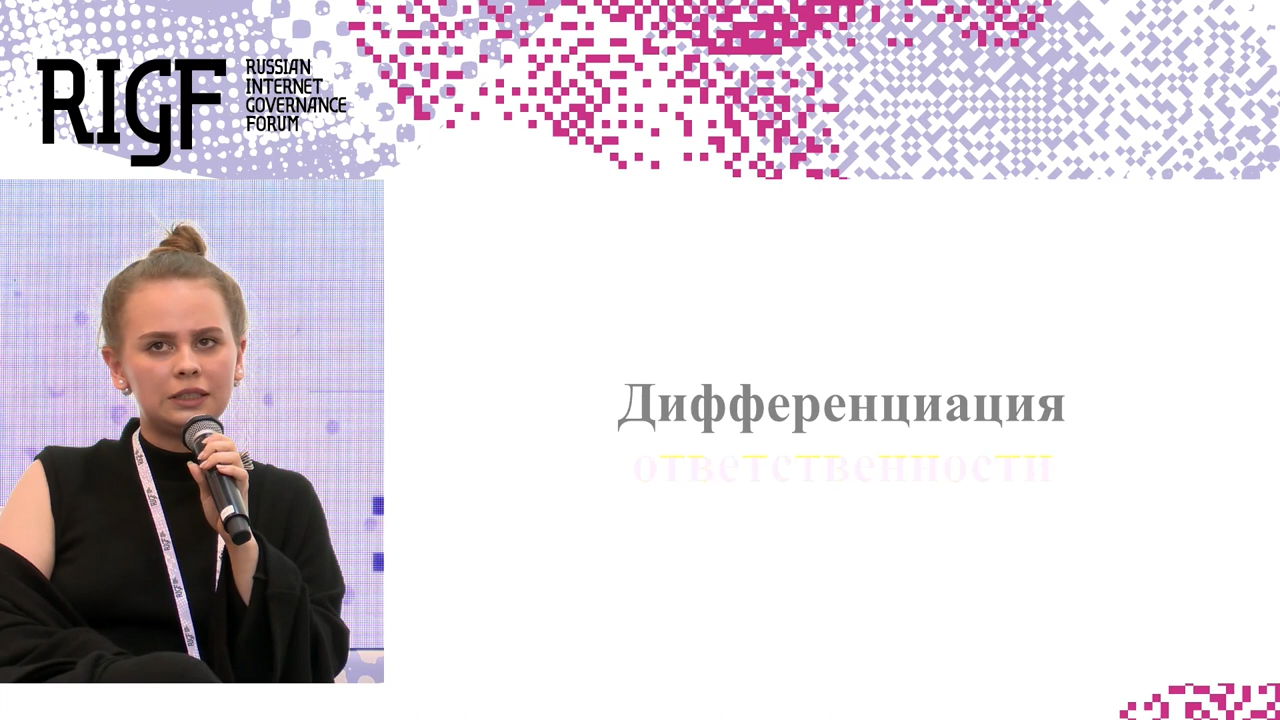 RIGF
RUSSIAN
INTERNET
GOVERNANCE
FORUM
Дифференциация
ответственности